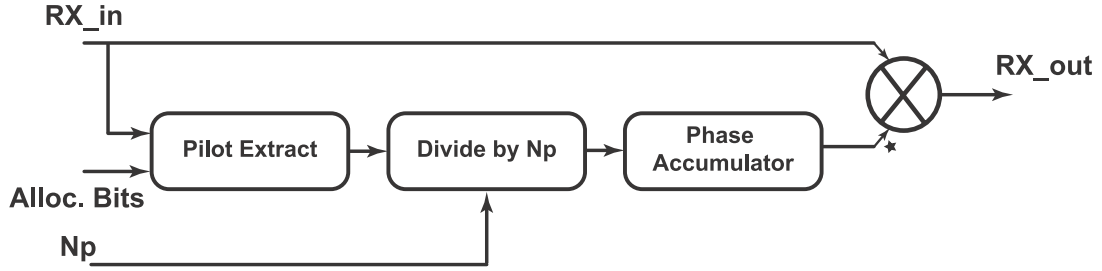 RX_in
RX_out
Pilot Extract
Divide by Np
Phase
Accumulator
Alloc. Bits
Np